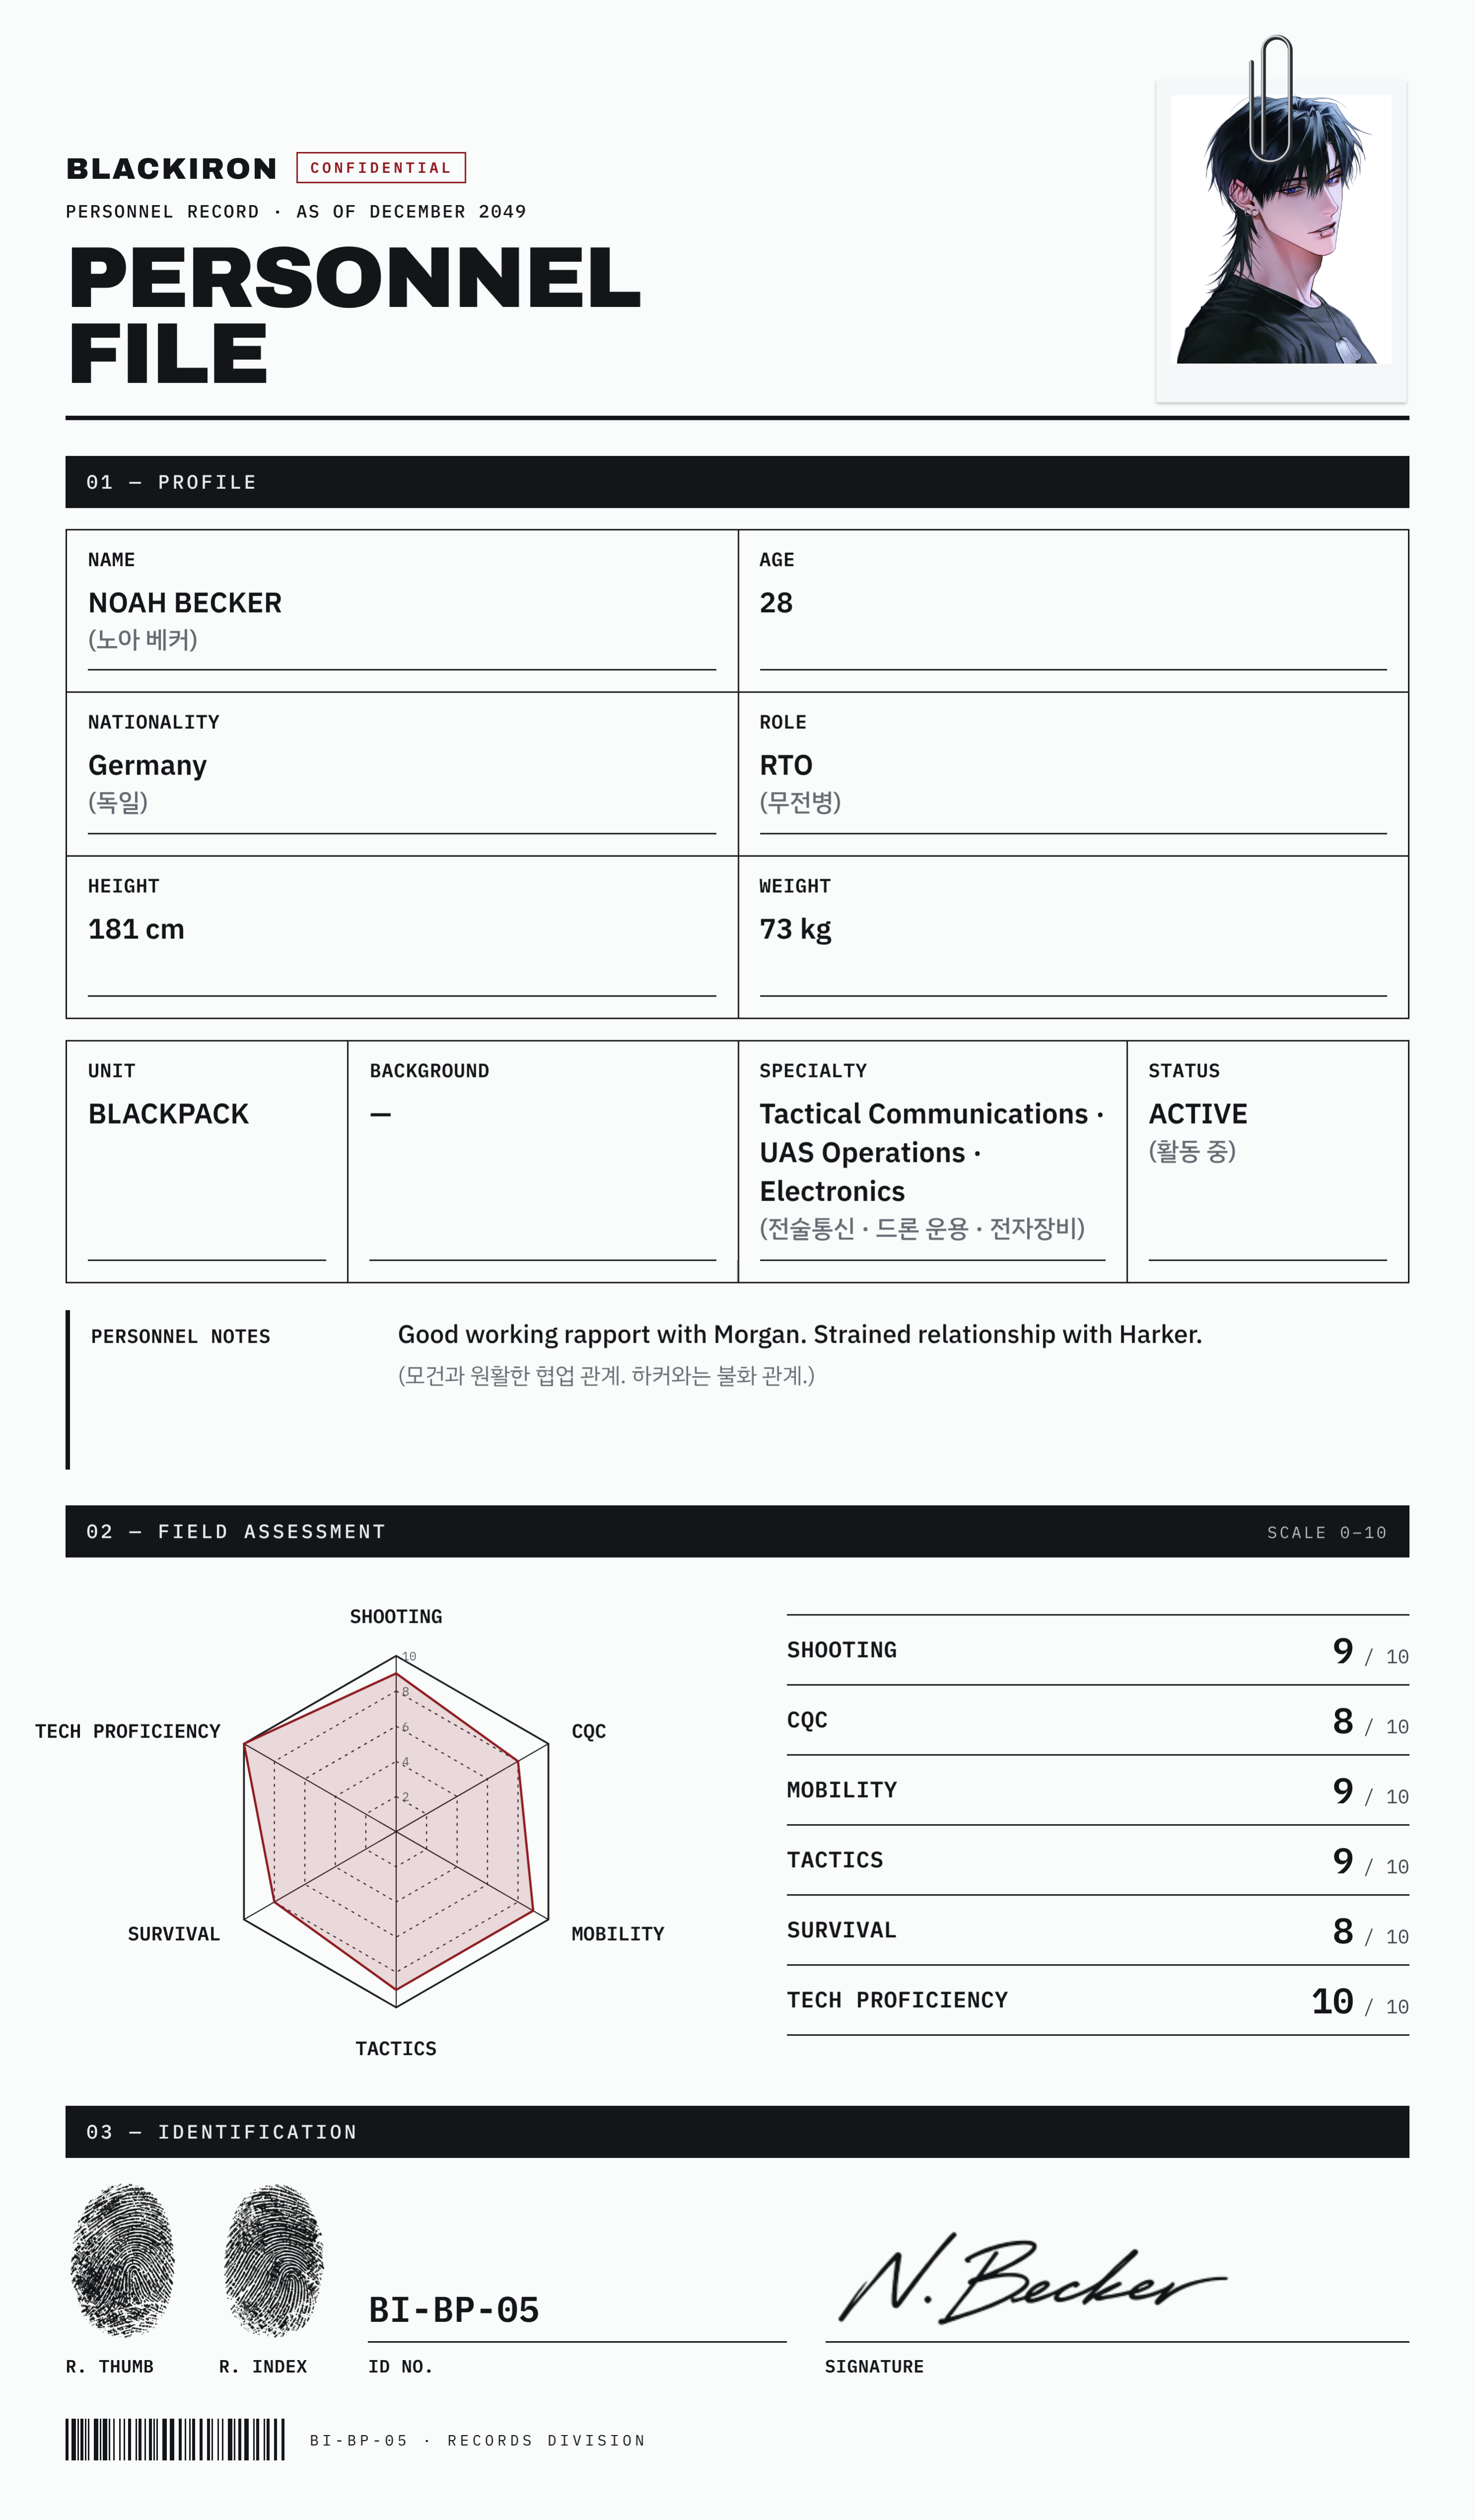 BLACKIRON
CONFIDENTIAL
PERSONNEL RECORD · AS OF DECEMBER 2049
PERSONNEL
FILE
01 — PROFILE
NAME
NOAH BECKER
(노아 베커)
AGE
28
NATIONALITY
Germany
(독일)
ROLE
RTO
(무전병)
HEIGHT
181 cm
WEIGHT
73 kg
UNIT
BLACKPACK
BACKGROUND
—
SPECIALTY
Tactical Communications ·
UAS Operations ·
Electronics
(전술통신 · 드론 운용 · 전자장비)
STATUS
ACTIVE
(활동 중)
PERSONNEL NOTES
Good working rapport with Morgan. Strained relationship with Harker.
(모건과 원활한 협업 관계. 하커와는 불화 관계.)
02 — FIELD ASSESSMENT
SCALE 0–10
SHOOTING
10
8
6
4
2
TECH PROFICIENCY
CQC
SURVIVAL
MOBILITY
TACTICS
SHOOTING 9 / 10
CQC 8 / 10
MOBILITY 9 / 10
TACTICS 9 / 10
SURVIVAL 8 / 10
TECH PROFICIENCY 10 / 10
03 — IDENTIFICATION
R. THUMB
R. INDEX
BI-BP-05
ID NO.
N. Becker
SIGNATURE
BI-BP-05 · RECORDS DIVISION